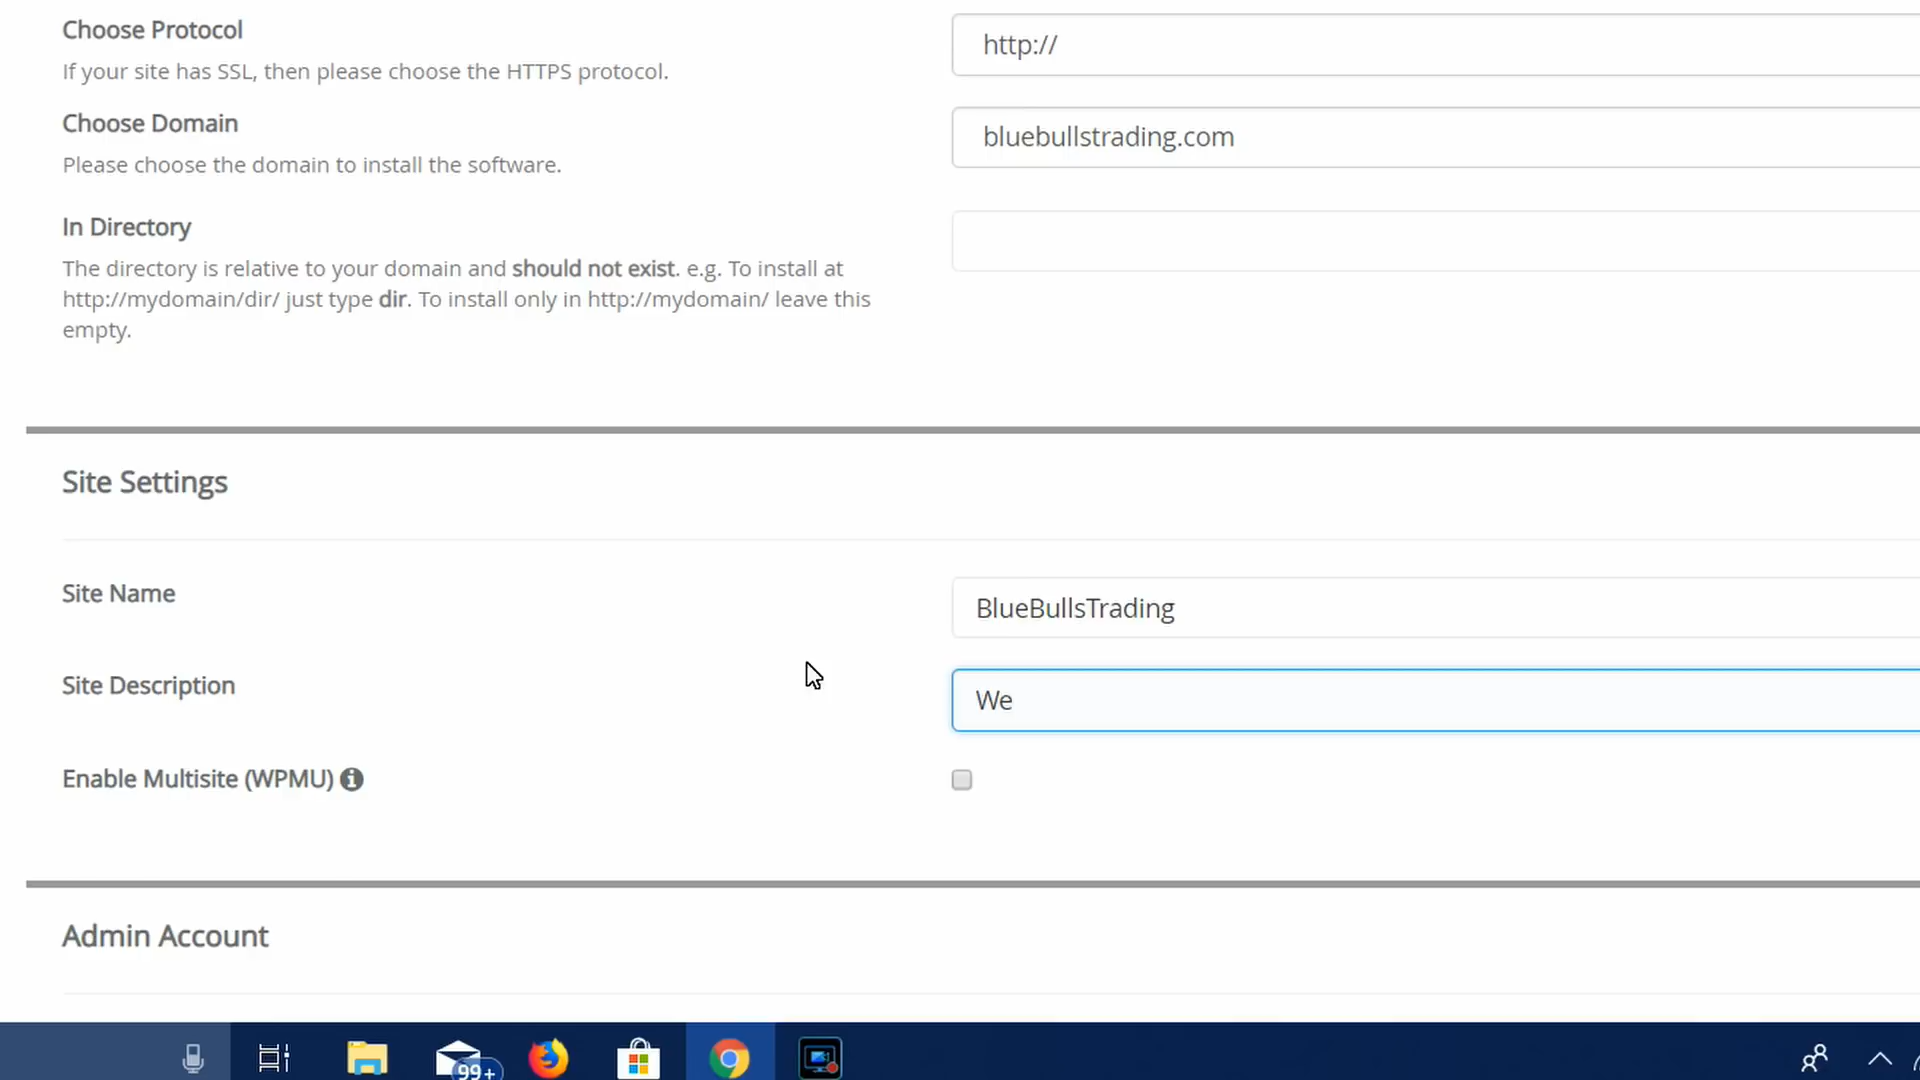 Choose Protocol
http://
If your site has SSL, then please choose the HTTPS protocol.
Choose Domain
bluebullstrading.com
Please choose the domain to install the software.
In Directory
The directory is relative to your domain and should not exist. e.g. To install at
http://mydomain/dir/ just type dir. To install only in http://mydomain/ leave this
empty.
Site Settings
Site Name
BlueBullsTrading
Site Description
We
Enable Multisite (WPMU)
Admin Account
99+